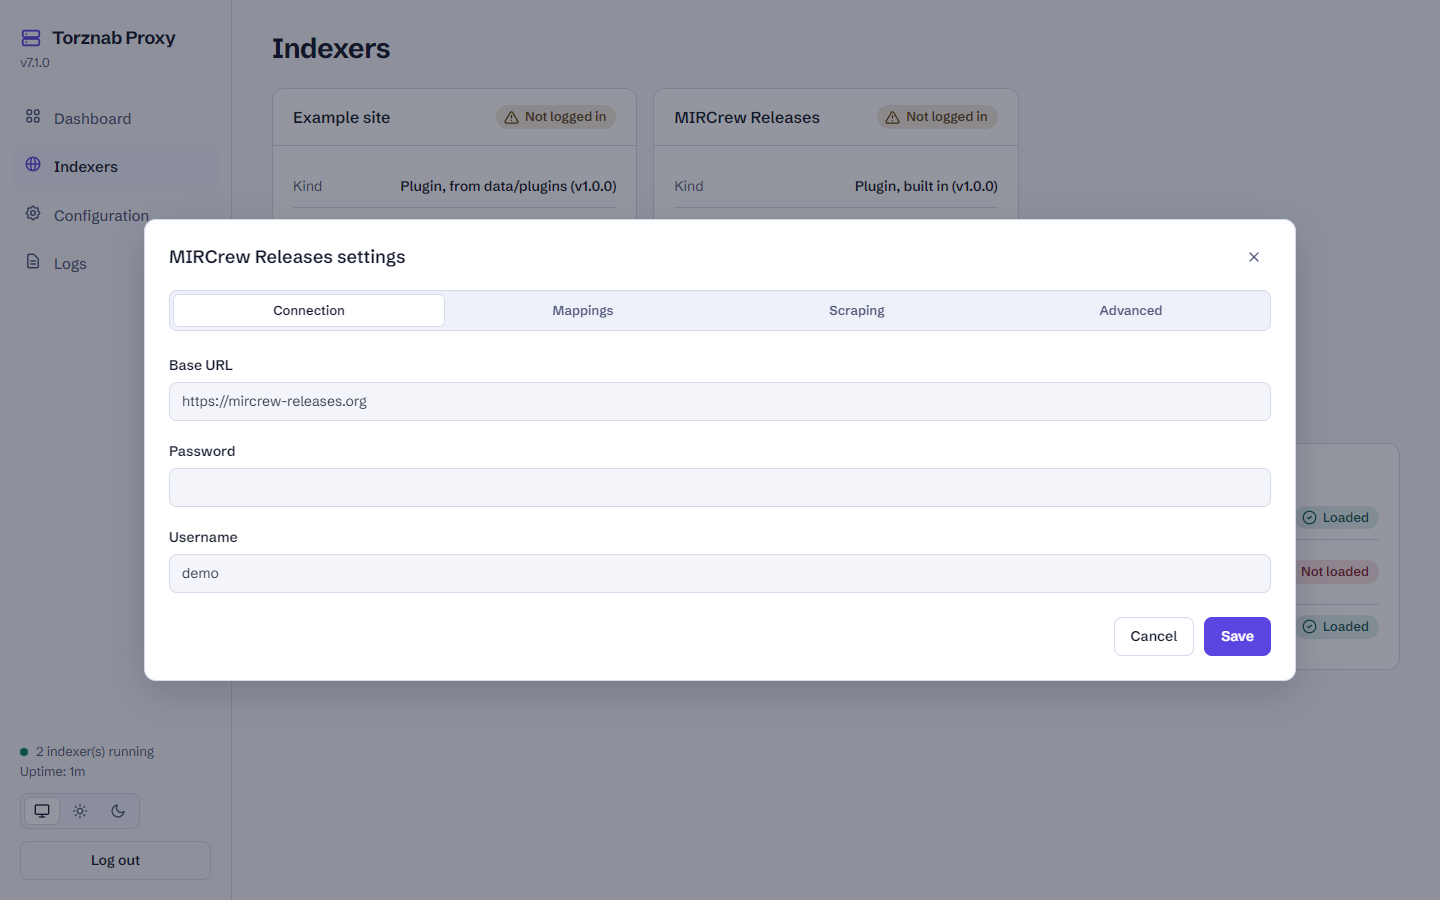 Torznab Proxy
v7.1.0
Dashboard
Indexers
Configuration
Logs
2 indexer(s) running
Uptime: 1m
Log out
Indexers
Example site
Not logged in
Kind
Plugin, from data/plugins (v1.0.0)
MIRCrew Releases
Not logged in
Kind
Plugin, built in (v1.0.0)
MIRCrew Releases settings
Connection
Mappings
Scraping
Advanced
Base URL
https://mircrew-releases.org
Password
Username
demo
Cancel
Save
Loaded
Not loaded
Loaded